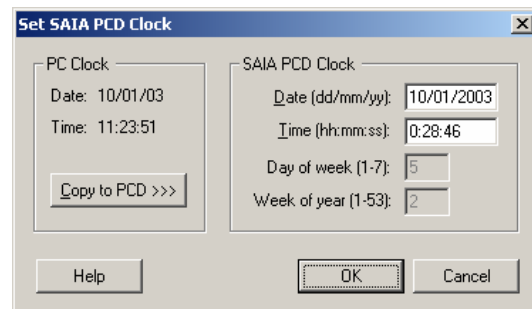 Set SAIA PCD Clock
PC Clock
Date: 10/01/03
Time: 11:23:51
Copy to PCD >>>
SAIA PCD Clock
Date (dd/mm/yy): 10/01/2003
Time (hh:mm:ss): 0:28:46
Day of week (1-7): 5
Week of year (1-53): 2
Help
OK
Cancel